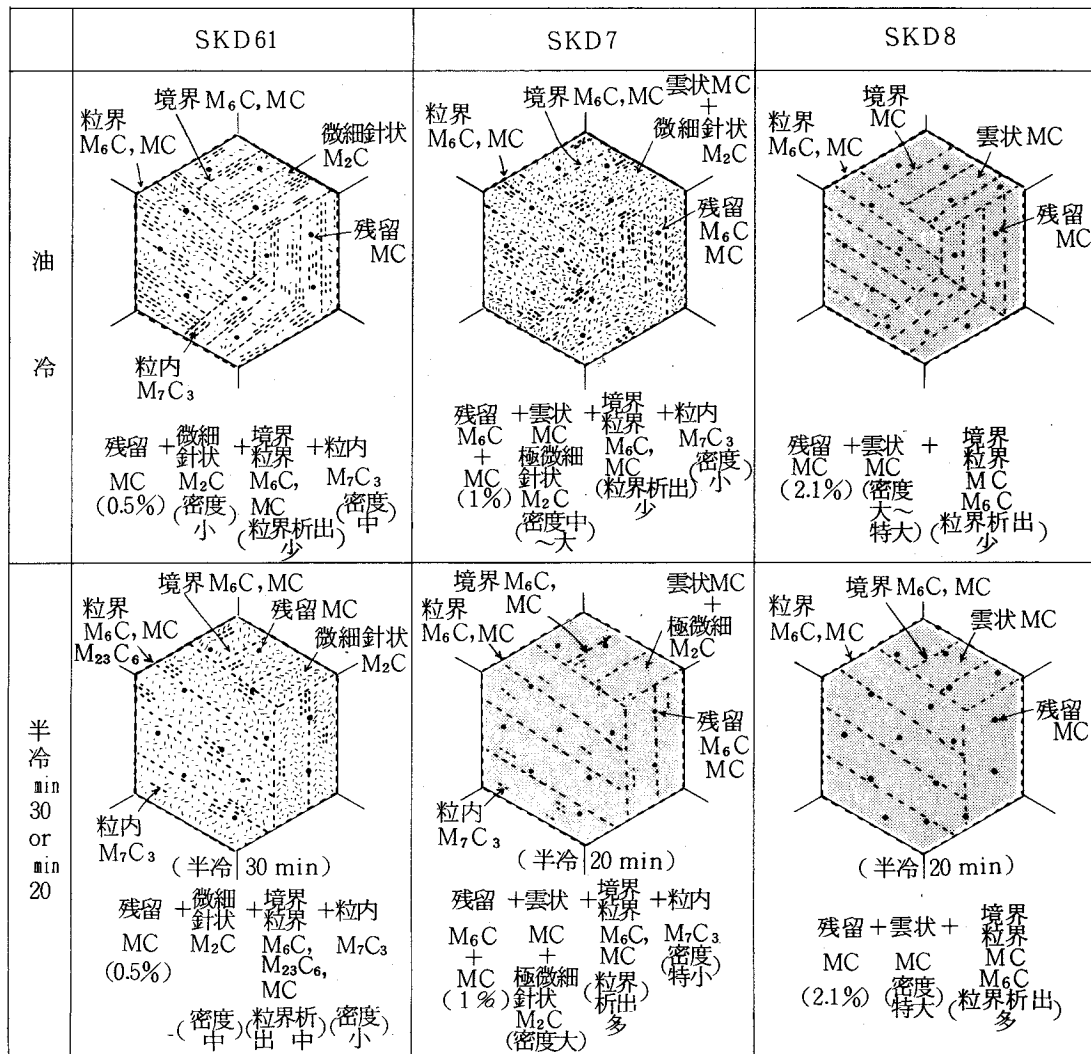 SKD61
SKD7
SKD8
油冷
粒界
M₆C, MC
境界 M₆C, MC
微細針状
M₂C
残留
MC
粒内
M₇C₃
残留 + 微細針状 + 境界粒界 + 粒内
MC M₂C M₆C, MC M₇C₃
(0.5%) (密度小) (粒界析出少) (密度中)
粒界
M₆C, MC
境界 M₆C, MC
雲状 MC
+
微細針状
M₂C
残留
M₆C
MC
残留 + 雲状 + 境界粒界 + 粒内
M₆C + MC MC 極微細針状 M₂C M₆C, MC M₇C₃
(1%) (密度中~大) (粒界析出少) (密度小)
粒界
M₆C, MC
境界
MC
雲状 MC
残留
MC
残留 + 雲状 + 境界粒界
MC MC MC M₆C
(2.1%) (密度大~特大) (粒界析出少)
半冷 min 30 or min 20
粒界
M₆C, MC
M₂₃C₆
境界 M₆C, MC
残留 MC
微細針状
M₂C
粒内
M₇C₃
(半冷 30 min)
残留 + 微細針状 + 境界粒界 + 粒内
MC M₂C M₆C, M₂₃C₆, MC M₇C₃
(0.5%) (密度中) (粒界析出 中) (密度小)
境界 M₆C,
MC
粒界
M₆C, MC
雲状 MC
+
極微細
M₂C
残留
M₆C
MC
粒内
M₇C₃
(半冷 20 min)
残留 + 雲状 + 境界粒界 + 粒内
M₆C + MC MC + 極微細針状 M₂C M₆C, MC M₇C₃
(1%) (密度大) (粒界析出多) (密度特小)
境界 M₆C, MC
粒界
M₆C, MC
雲状 MC
残留
MC
(半冷 20 min)
残留 + 雲状 + 境界粒界
MC MC MC M₆C
(2.1%) (密度特大) (粒界析出多)